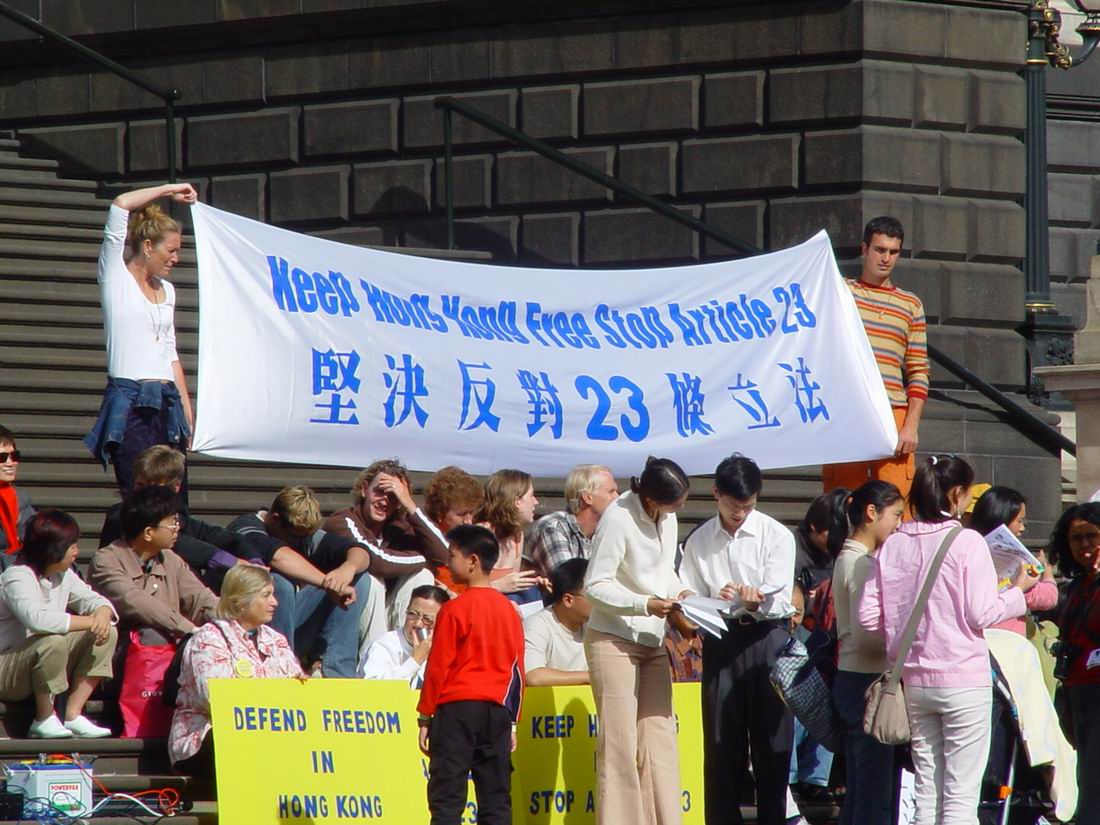 Keep Hong Kong Free Stop Article 23
堅決反對23條立法
DEFEND FREEDOM
IN
HONG KONG
KEEP H
STOP A 3
POWERPAK